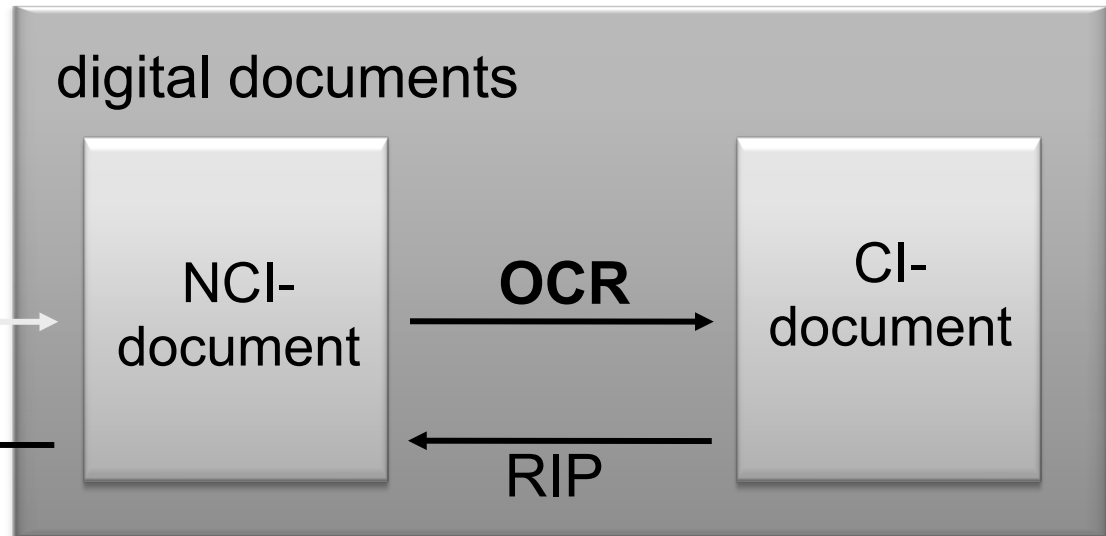 digital documents
NCI-
document
OCR
CI-
document
RIP